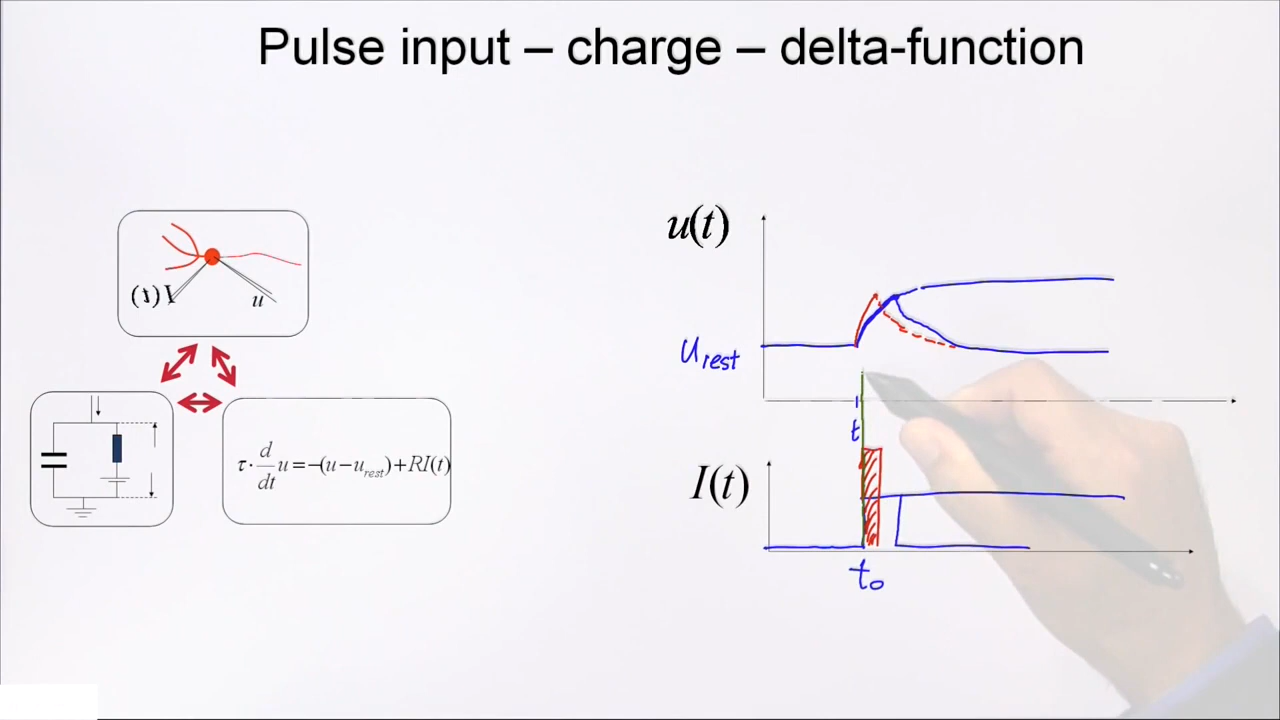 Pulse input – charge – delta-function
u(t)
I(t)
u
u_rest
t
τ · d/dt u = –(u – u_rest) + RI(t)
I(t)
t₀